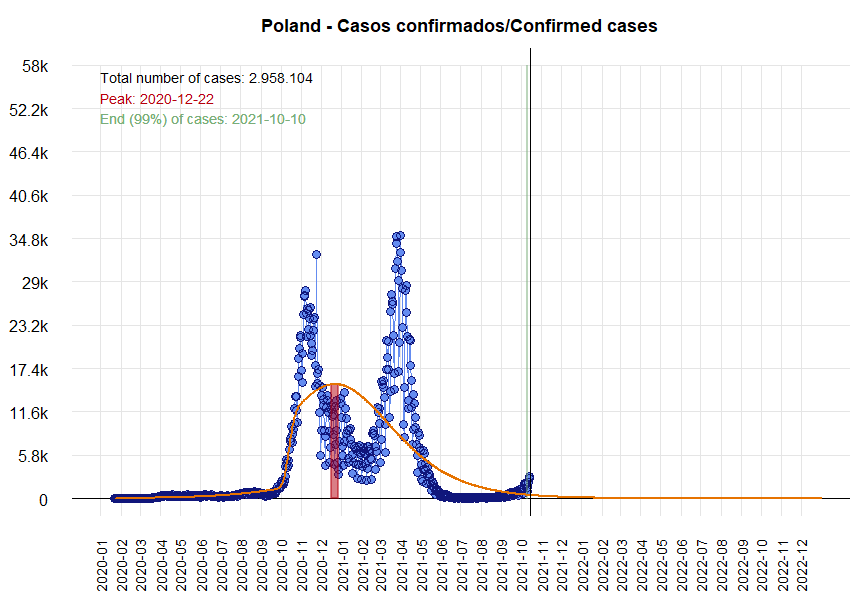 Poland - Casos confirmados/Confirmed cases
Total number of cases: 2.958.104
Peak: 2020-12-22
End (99%) of cases: 2021-10-10
58k
52.2k
46.4k
40.6k
34.8k
29k
23.2k
17.4k
11.6k
5.8k
0
2020-01
2020-02
2020-03
2020-04
2020-05
2020-06
2020-07
2020-08
2020-09
2020-10
2020-11
2020-12
2021-01
2021-02
2021-03
2021-04
2021-05
2021-06
2021-07
2021-08
2021-09
2021-10
2021-11
2021-12
2022-01
2022-02
2022-03
2022-04
2022-05
2022-06
2022-07
2022-08
2022-09
2022-10
2022-11
2022-12